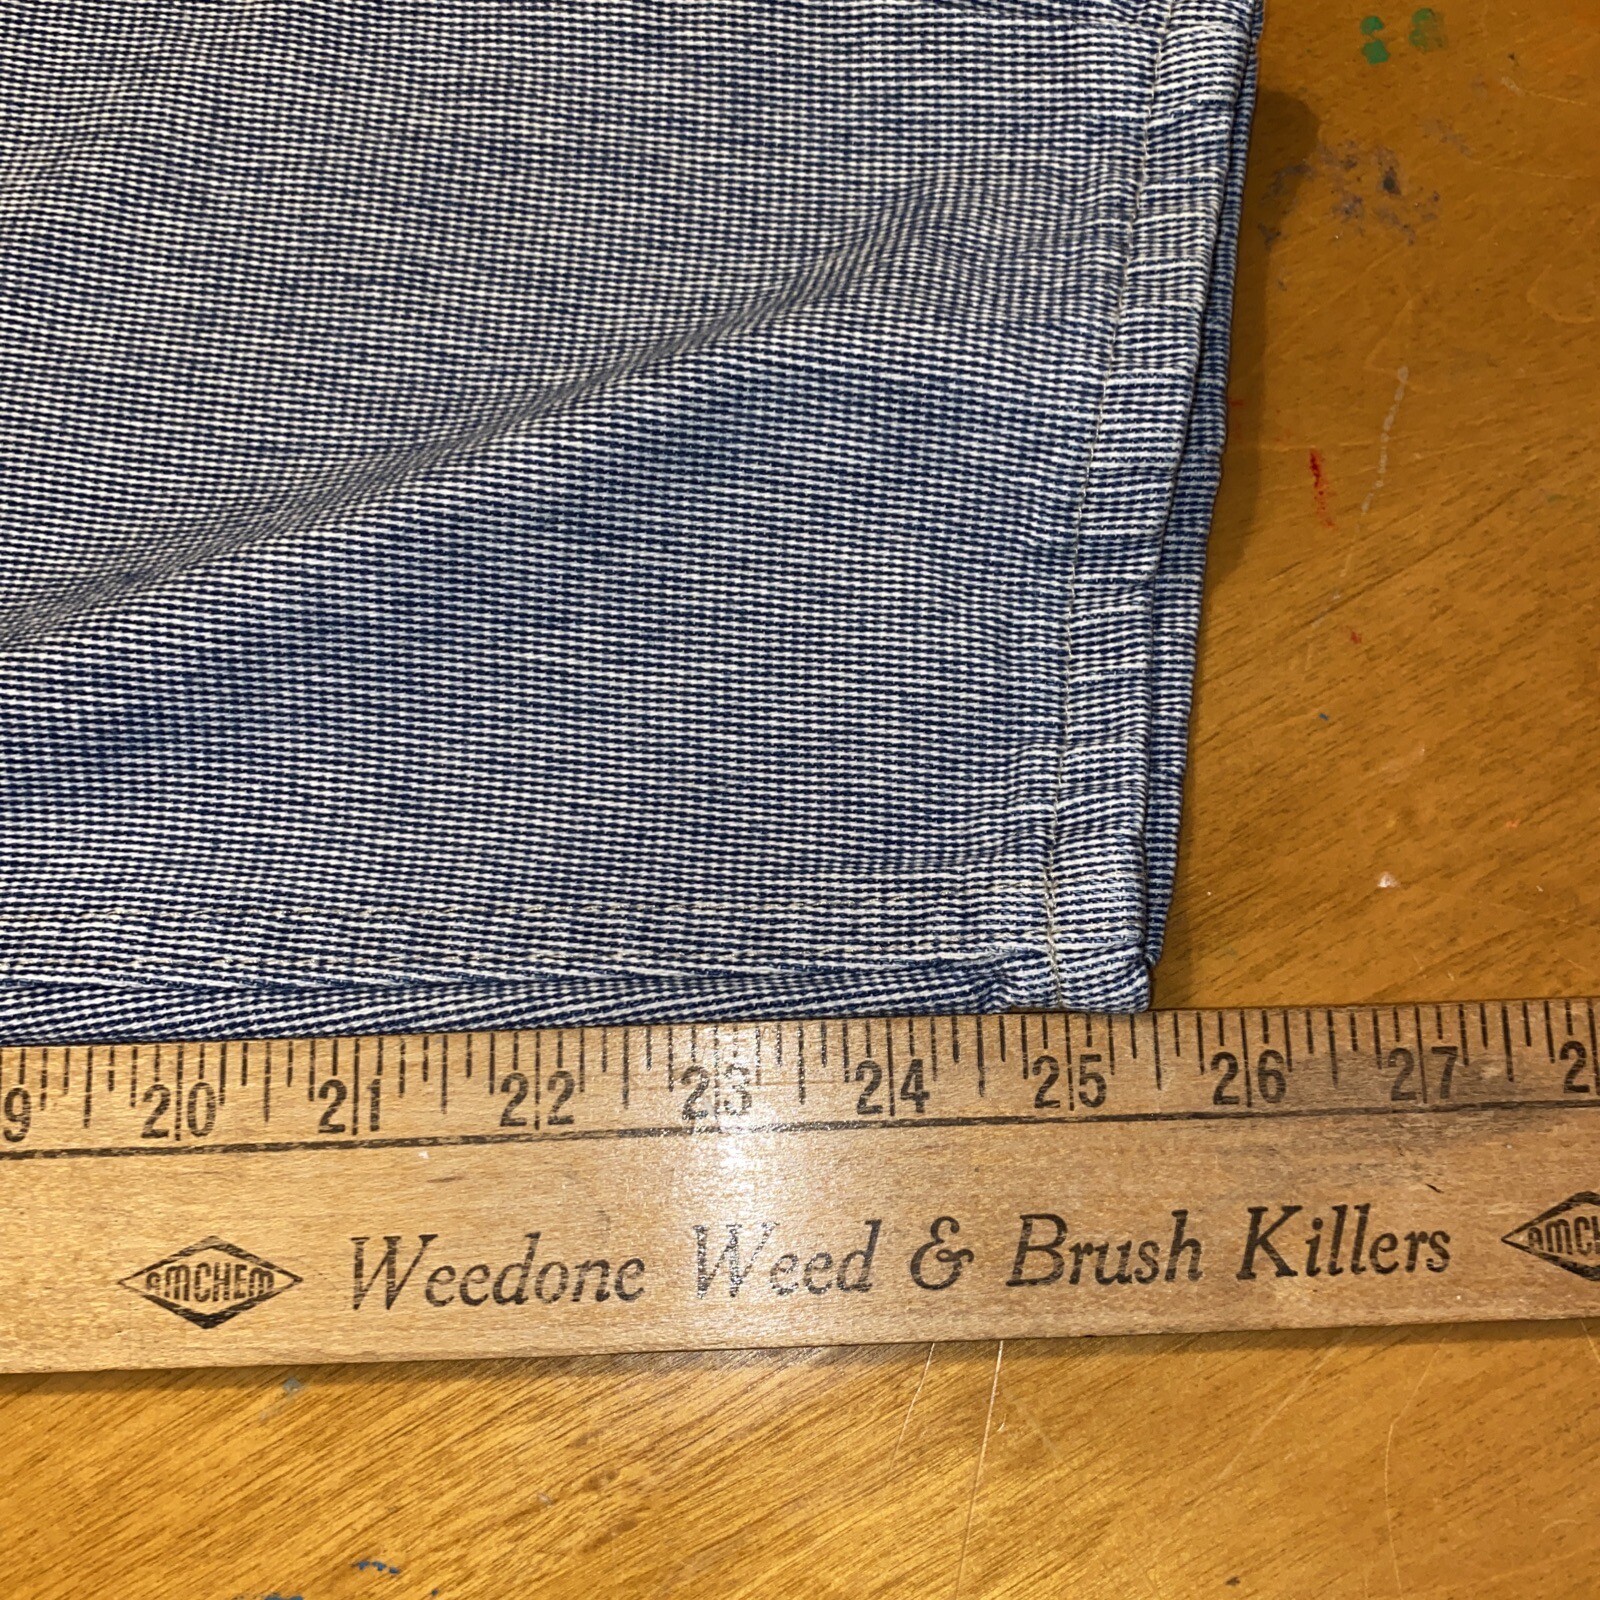 9 20 21 22 23 24 25 26 27 2
AMCHEM Weedone Weed & Brush Killers AMCH